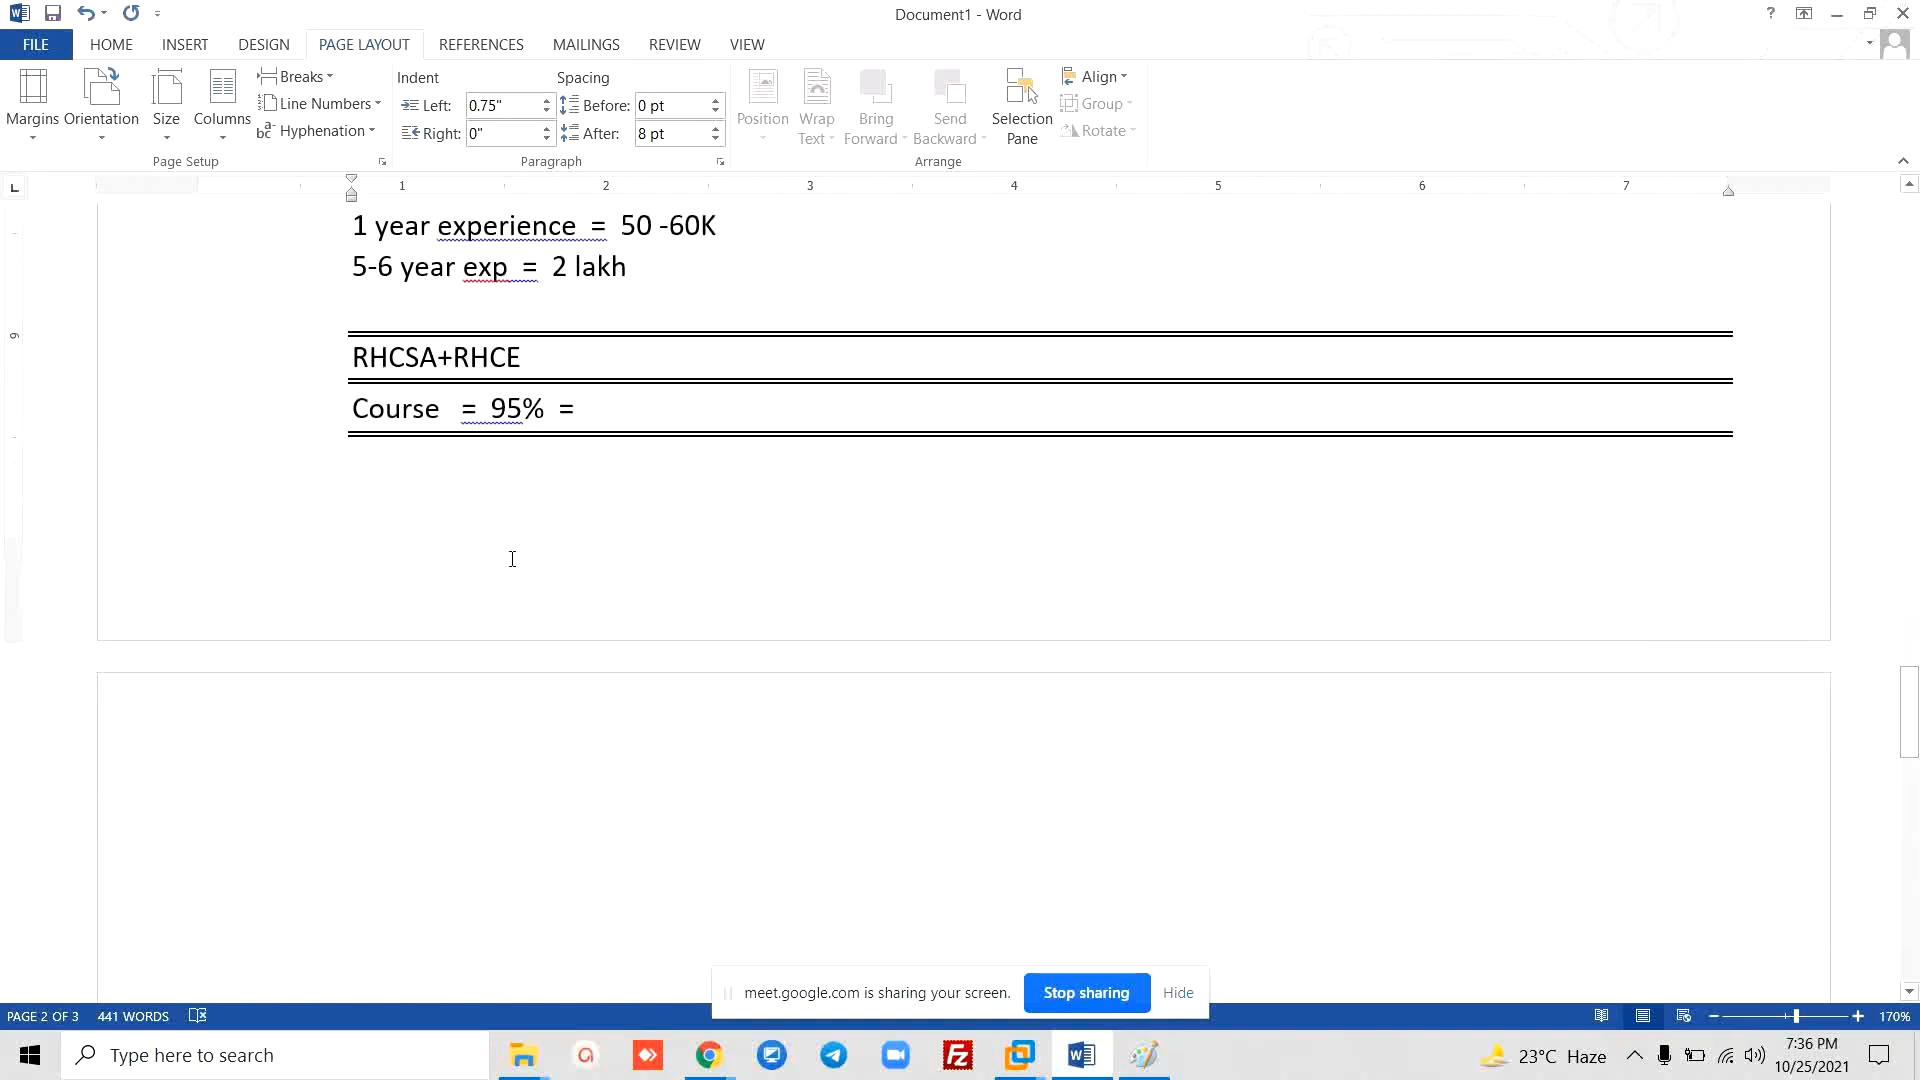 Document1 - Word
?
FILE
HOME
INSERT
DESIGN
PAGE LAYOUT
REFERENCES
MAILINGS
REVIEW
VIEW
Margins
Orientation
Size
Columns
Breaks
Line Numbers
Hyphenation
Page Setup
Indent
Left: 0.75"
Right: 0"
Spacing
Before: 0 pt
After: 8 pt
Paragraph
Position
Wrap Text
Bring Forward
Send Backward
Selection Pane
Align
Group
Rotate
Arrange
L
1 2 3 4 5 6 7
1 year experience = 50 -60K
5-6 year exp = 2 lakh
9
RHCSA+RHCE
Course = 95% =
meet.google.com is sharing your screen.
Stop sharing
Hide
PAGE 2 OF 3
441 WORDS
170%
Type here to search
23°C Haze
7:36 PM
10/25/2021